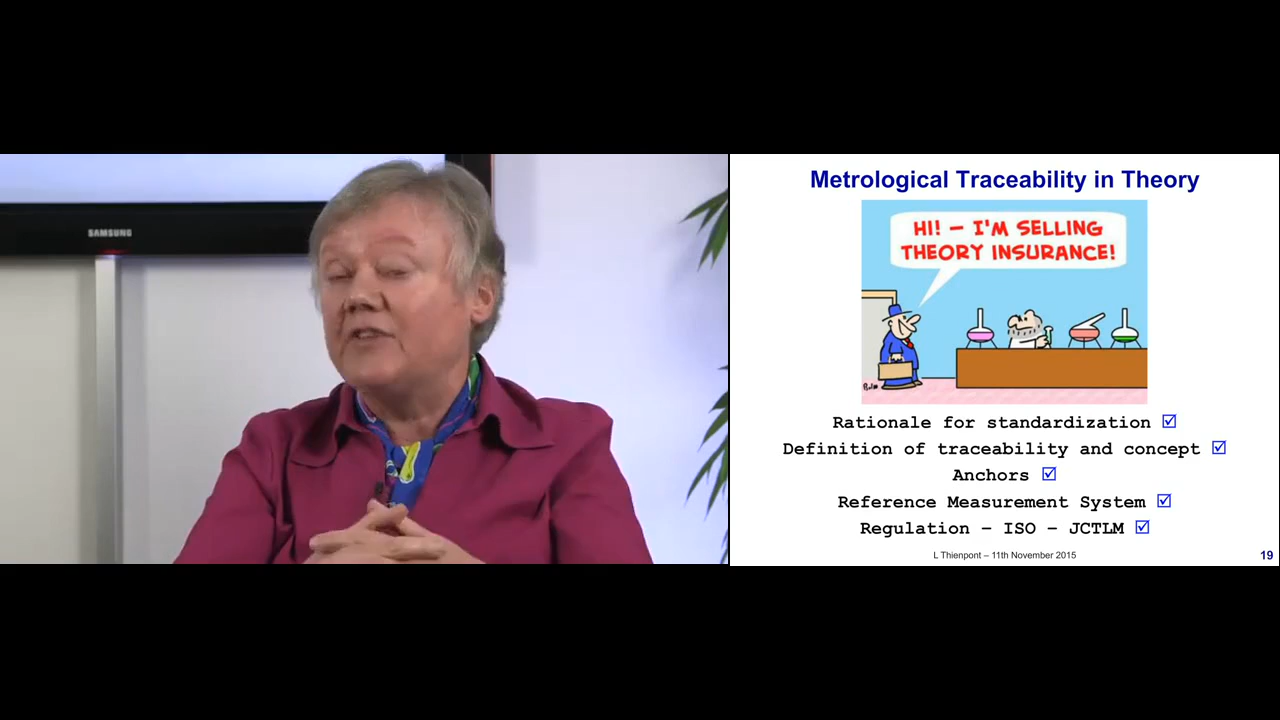 SAMSUNG
Metrological Traceability in Theory
HI! – I'M SELLING
THEORY INSURANCE!
Rationale for standardization ☑
Definition of traceability and concept ☑
Anchors ☑
Reference Measurement System ☑
Regulation – ISO – JCTLM ☑
L Thienpont – 11th November 2015
19